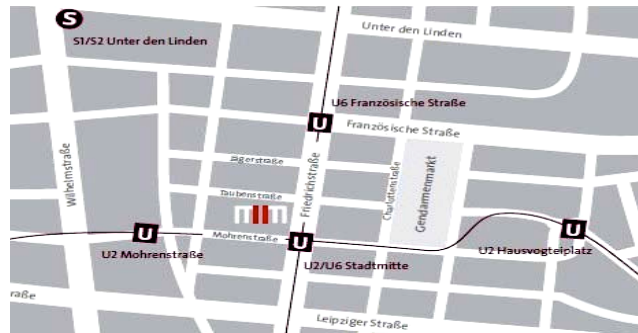 S
S1/S2 Unter den Linden
Unter den Linden
U6 Französische Straße
U
Französische Straße
Jägerstraße
Wilhelmstraße
Taubenstraße
Friedrichstraße
Charlottenstraße
Gendarmenmarkt
U
Mohrenstraße
U
U
U2 Mohrenstraße
U2/U6 Stadtmitte
U2 Hausvogteiplatz
raße
Leipziger Straße